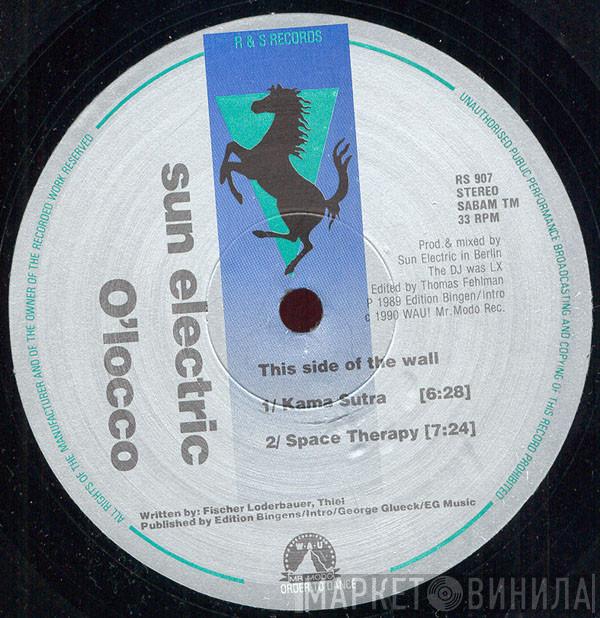 R & S RECORDS
ALL RIGHTS OF THE MANUFACTURER AND OF THE OWNER OF THE RECORDED WORK RESERVED
UNAUTHORISED PUBLIC PERFORMANCE BROADCASTING AND COPYING OF THIS RECORD PROHIBITED
sun electric
O'locco
RS 907
STEREO
SABAM TM
33 RPM
Prod.& mixed by
Sun Electric in Berlin
The DJ was LX
Edited by Thomas Fehlman
P 1989 Edition Bingen/Intro
c 1990 WAU! Mr.Modo Rec.
This side of the wall
1/ Kama Sutra [6:28]
2/ Space Therapy [7:24]
Written by: Fischer Loderbauer, Thiel
Published by Edition Bingens/Intro/George Glueck/EG Music
W·A·U
MR MODO
ORDER TO DANCE
МАРКЕТ ВИНИЛА